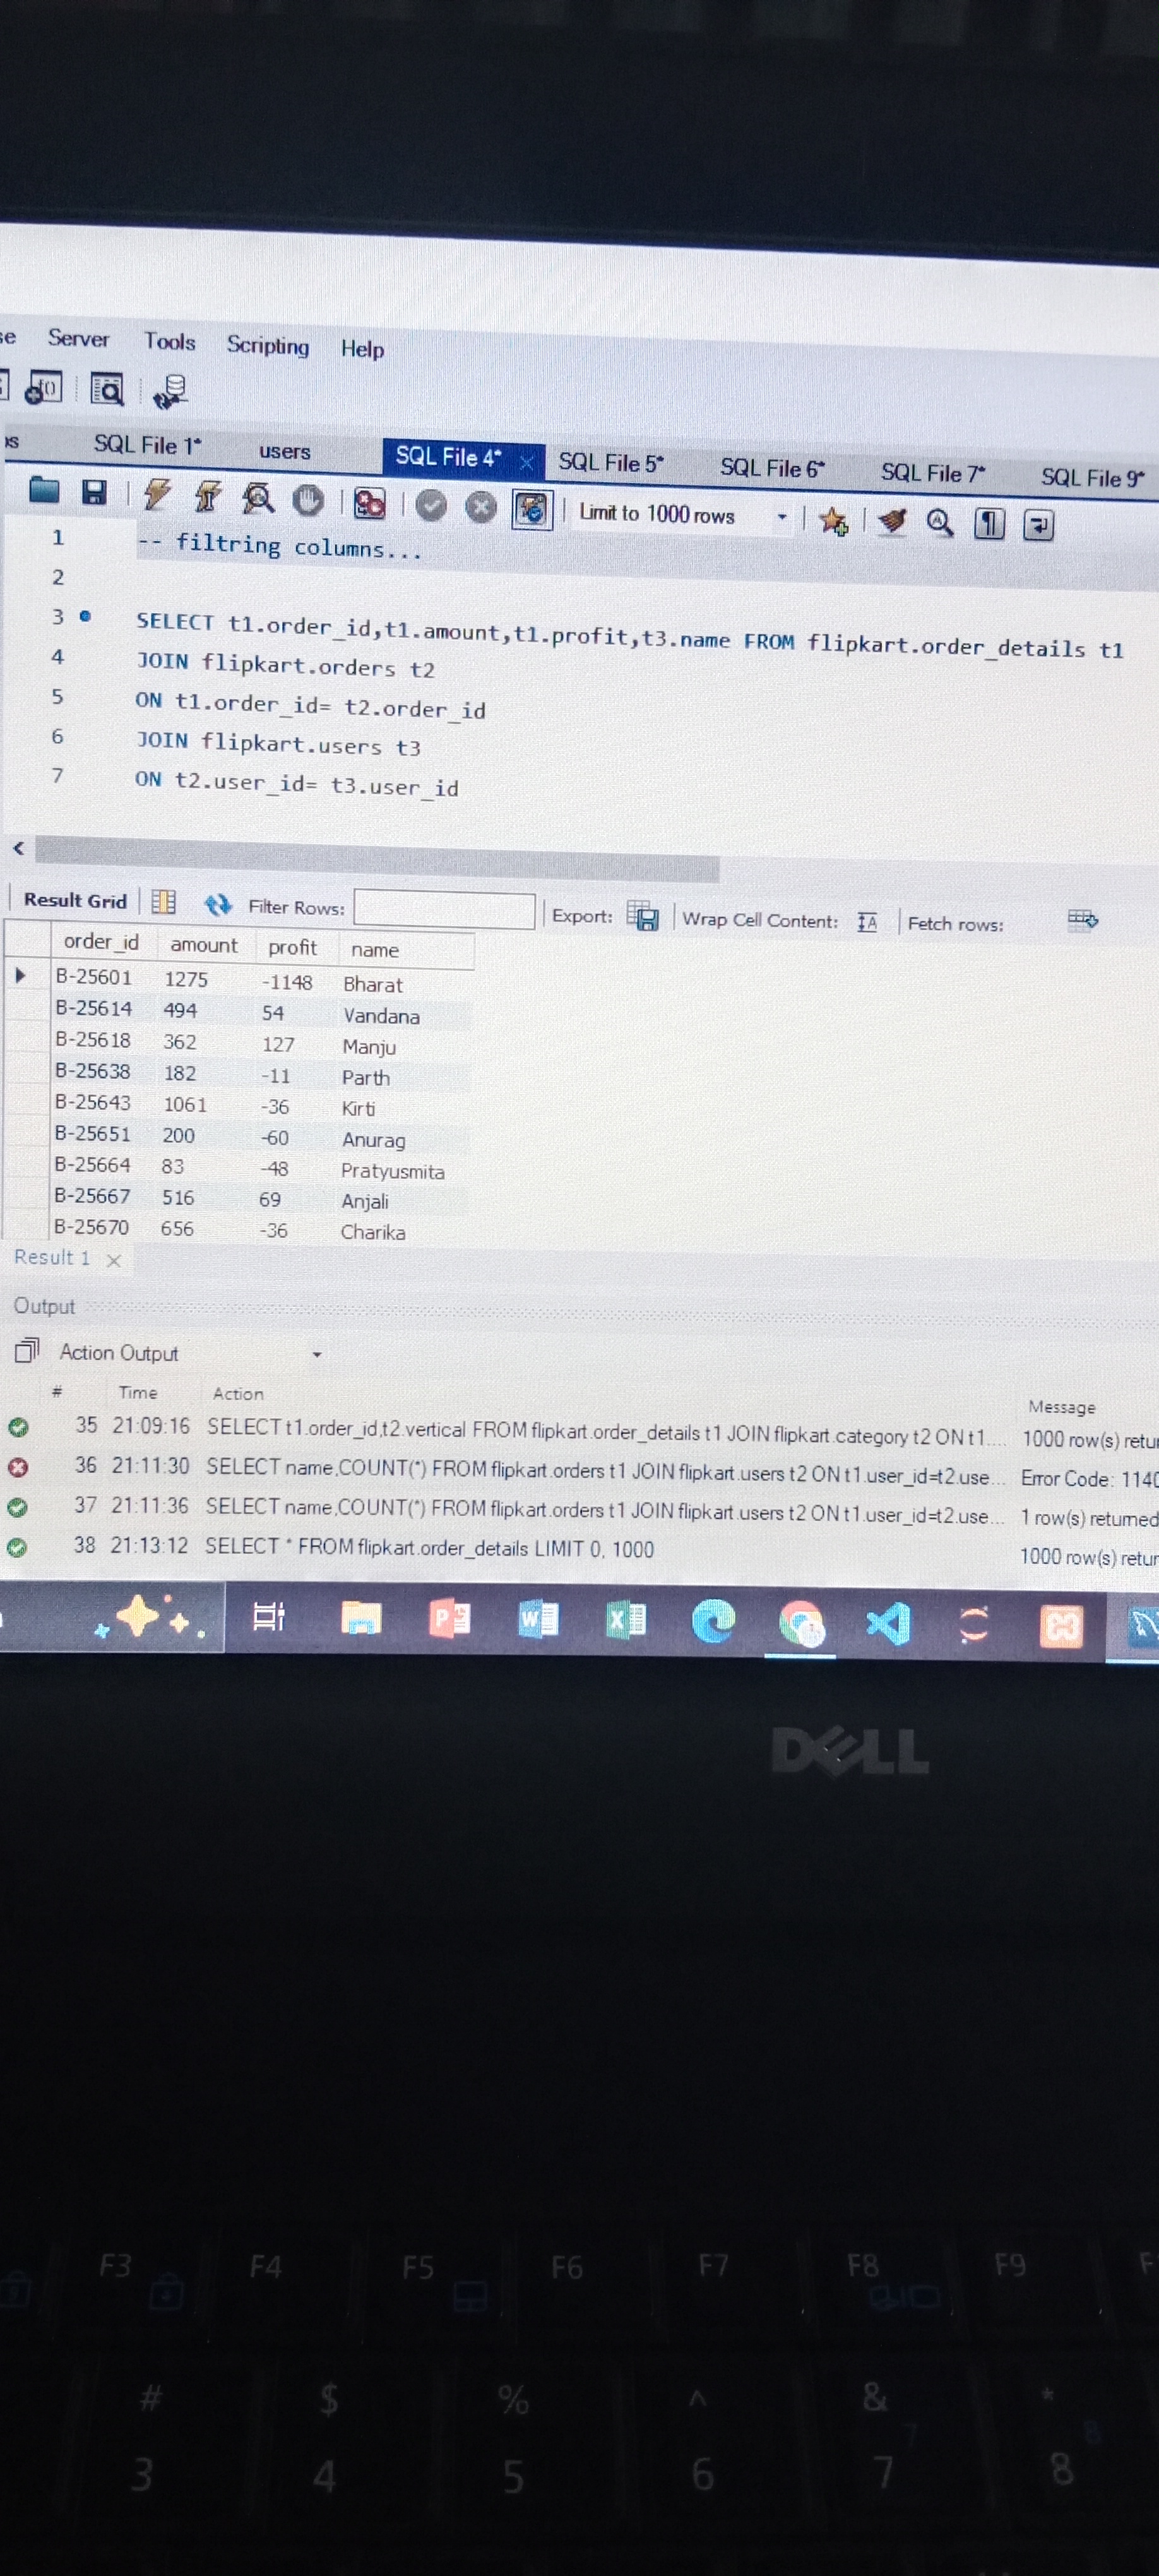 Server Tools Scripting Help
SQL File 1* users SQL File 4* SQL File 5* SQL File 6* SQL File 7* SQL File 9*
Limit to 1000 rows
1 -- filtring columns...
2
3 SELECT t1.order_id,t1.amount,t1.profit,t3.name FROM flipkart.order_details t1
4 JOIN flipkart.orders t2
5 ON t1.order_id= t2.order_id
6 JOIN flipkart.users t3
7 ON t2.user_id= t3.user_id
Result Grid Filter Rows: Export: Wrap Cell Content: Fetch rows:
order_id amount profit name
B-25601 1275 -1148 Bharat
B-25614 494 54 Vandana
B-25618 362 127 Manju
B-25638 182 -11 Parth
B-25643 1061 -36 Kirti
B-25651 200 -60 Anurag
B-25664 83 -48 Pratyusmita
B-25667 516 69 Anjali
B-25670 656 -36 Charika
Result 1
Output
Action Output
# Time Action Message
35 21:09:16 SELECT t1.order_id,t2.vertical FROM flipkart.order_details t1 JOIN flipkart.category t2 ON t1.... 1000 row(s) retu
36 21:11:30 SELECT name,COUNT(*) FROM flipkart.orders t1 JOIN flipkart.users t2 ON t1.user_id=t2.use... Error Code: 1140
37 21:11:36 SELECT name,COUNT(*) FROM flipkart.orders t1 JOIN flipkart.users t2 ON t1.user_id=t2.use... 1 row(s) returned
38 21:13:12 SELECT * FROM flipkart.order_details LIMIT 0, 1000 1000 row(s) retur
DELL
F3 F4 F5 F6 F7 F8 F9
# $ % ^ & *
3 4 5 6 7 8